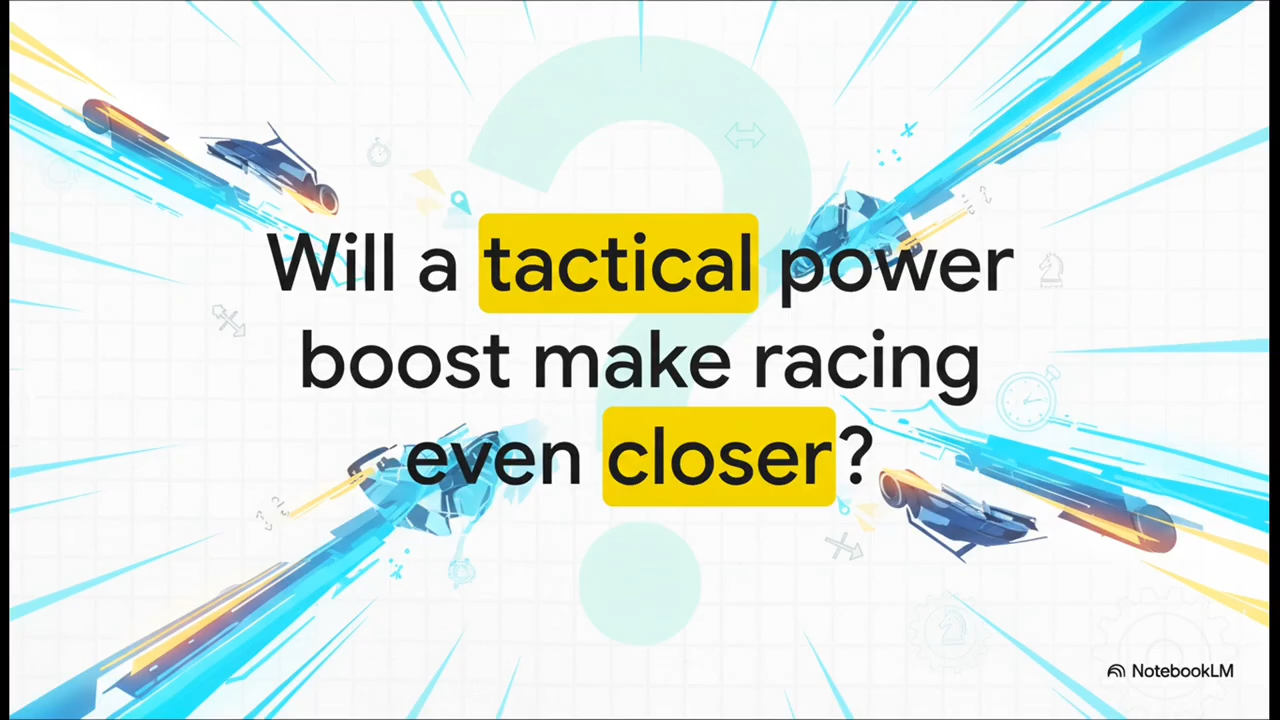 Will a tactical power
boost make racing
even closer?
NotebookLM